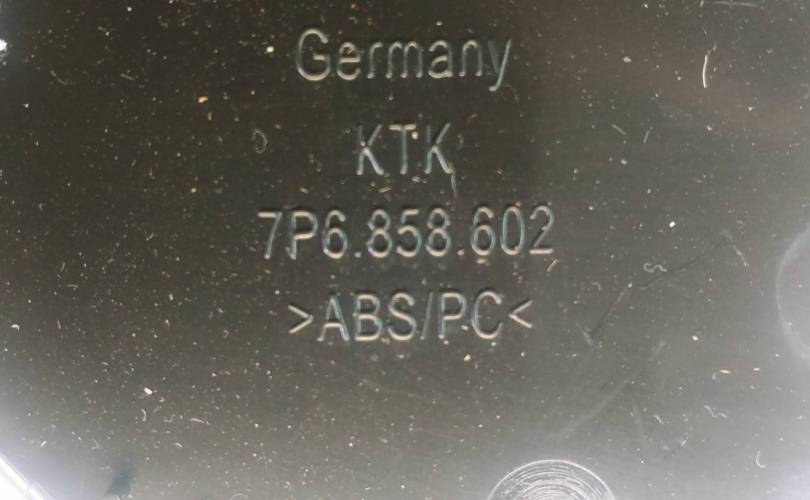 Germany
KTK
7P6.858.602
>ABS/PC<